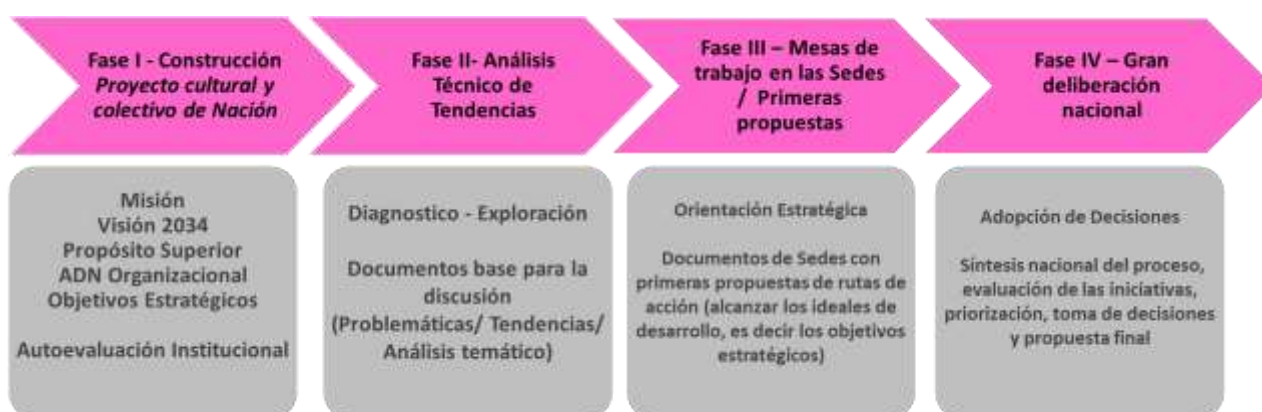 Fase I - Construcción
Proyecto cultural y
colectivo de Nación
Fase II- Análisis
Técnico de
Tendencias
Fase III – Mesas de
trabajo en las Sedes
/ Primeras
propuestas
Fase IV – Gran
deliberación
nacional
Misión
Visión 2034
Propósito Superior
ADN Organizacional
Objetivos Estratégicos
Autoevaluación Institucional
Diagnostico - Exploración
Documentos base para la
discusión
(Problemáticas/ Tendencias/
Análisis temático)
Orientación Estratégica
Documentos de Sedes con
primeras propuestas de rutas de
acción (alcanzar los ideales de
desarrollo, es decir los objetivos
estratégicos)
Adopción de Decisiones
Síntesis nacional del proceso,
evaluación de las iniciativas,
priorización, toma de decisiones
y propuesta final